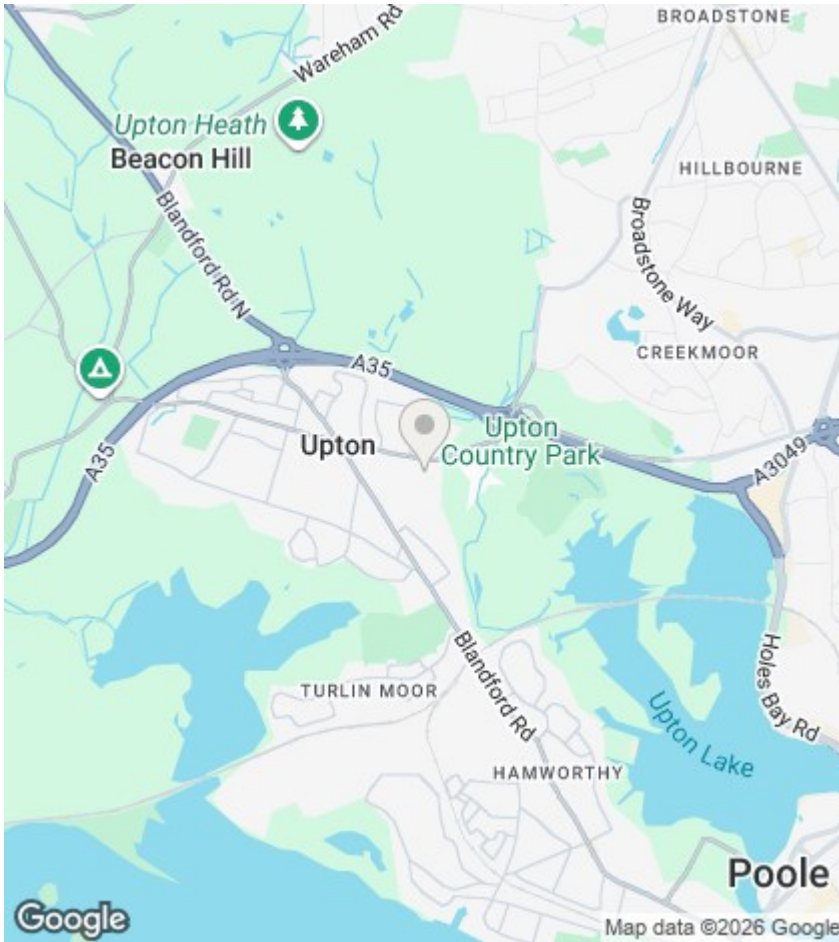 BROADSTONE
Wareham Rd
Upton Heath
Beacon Hill
HILLBOURNE
Blandford Rd N
Broadstone Way
A35
CREEKMOOR
Upton
Upton
Country Park
A3049
A35
Holes Bay Rd
Blandford Rd
TURLIN MOOR
Upton Lake
HAMWORTHY
Poole
Google
Map data ©2026 Google